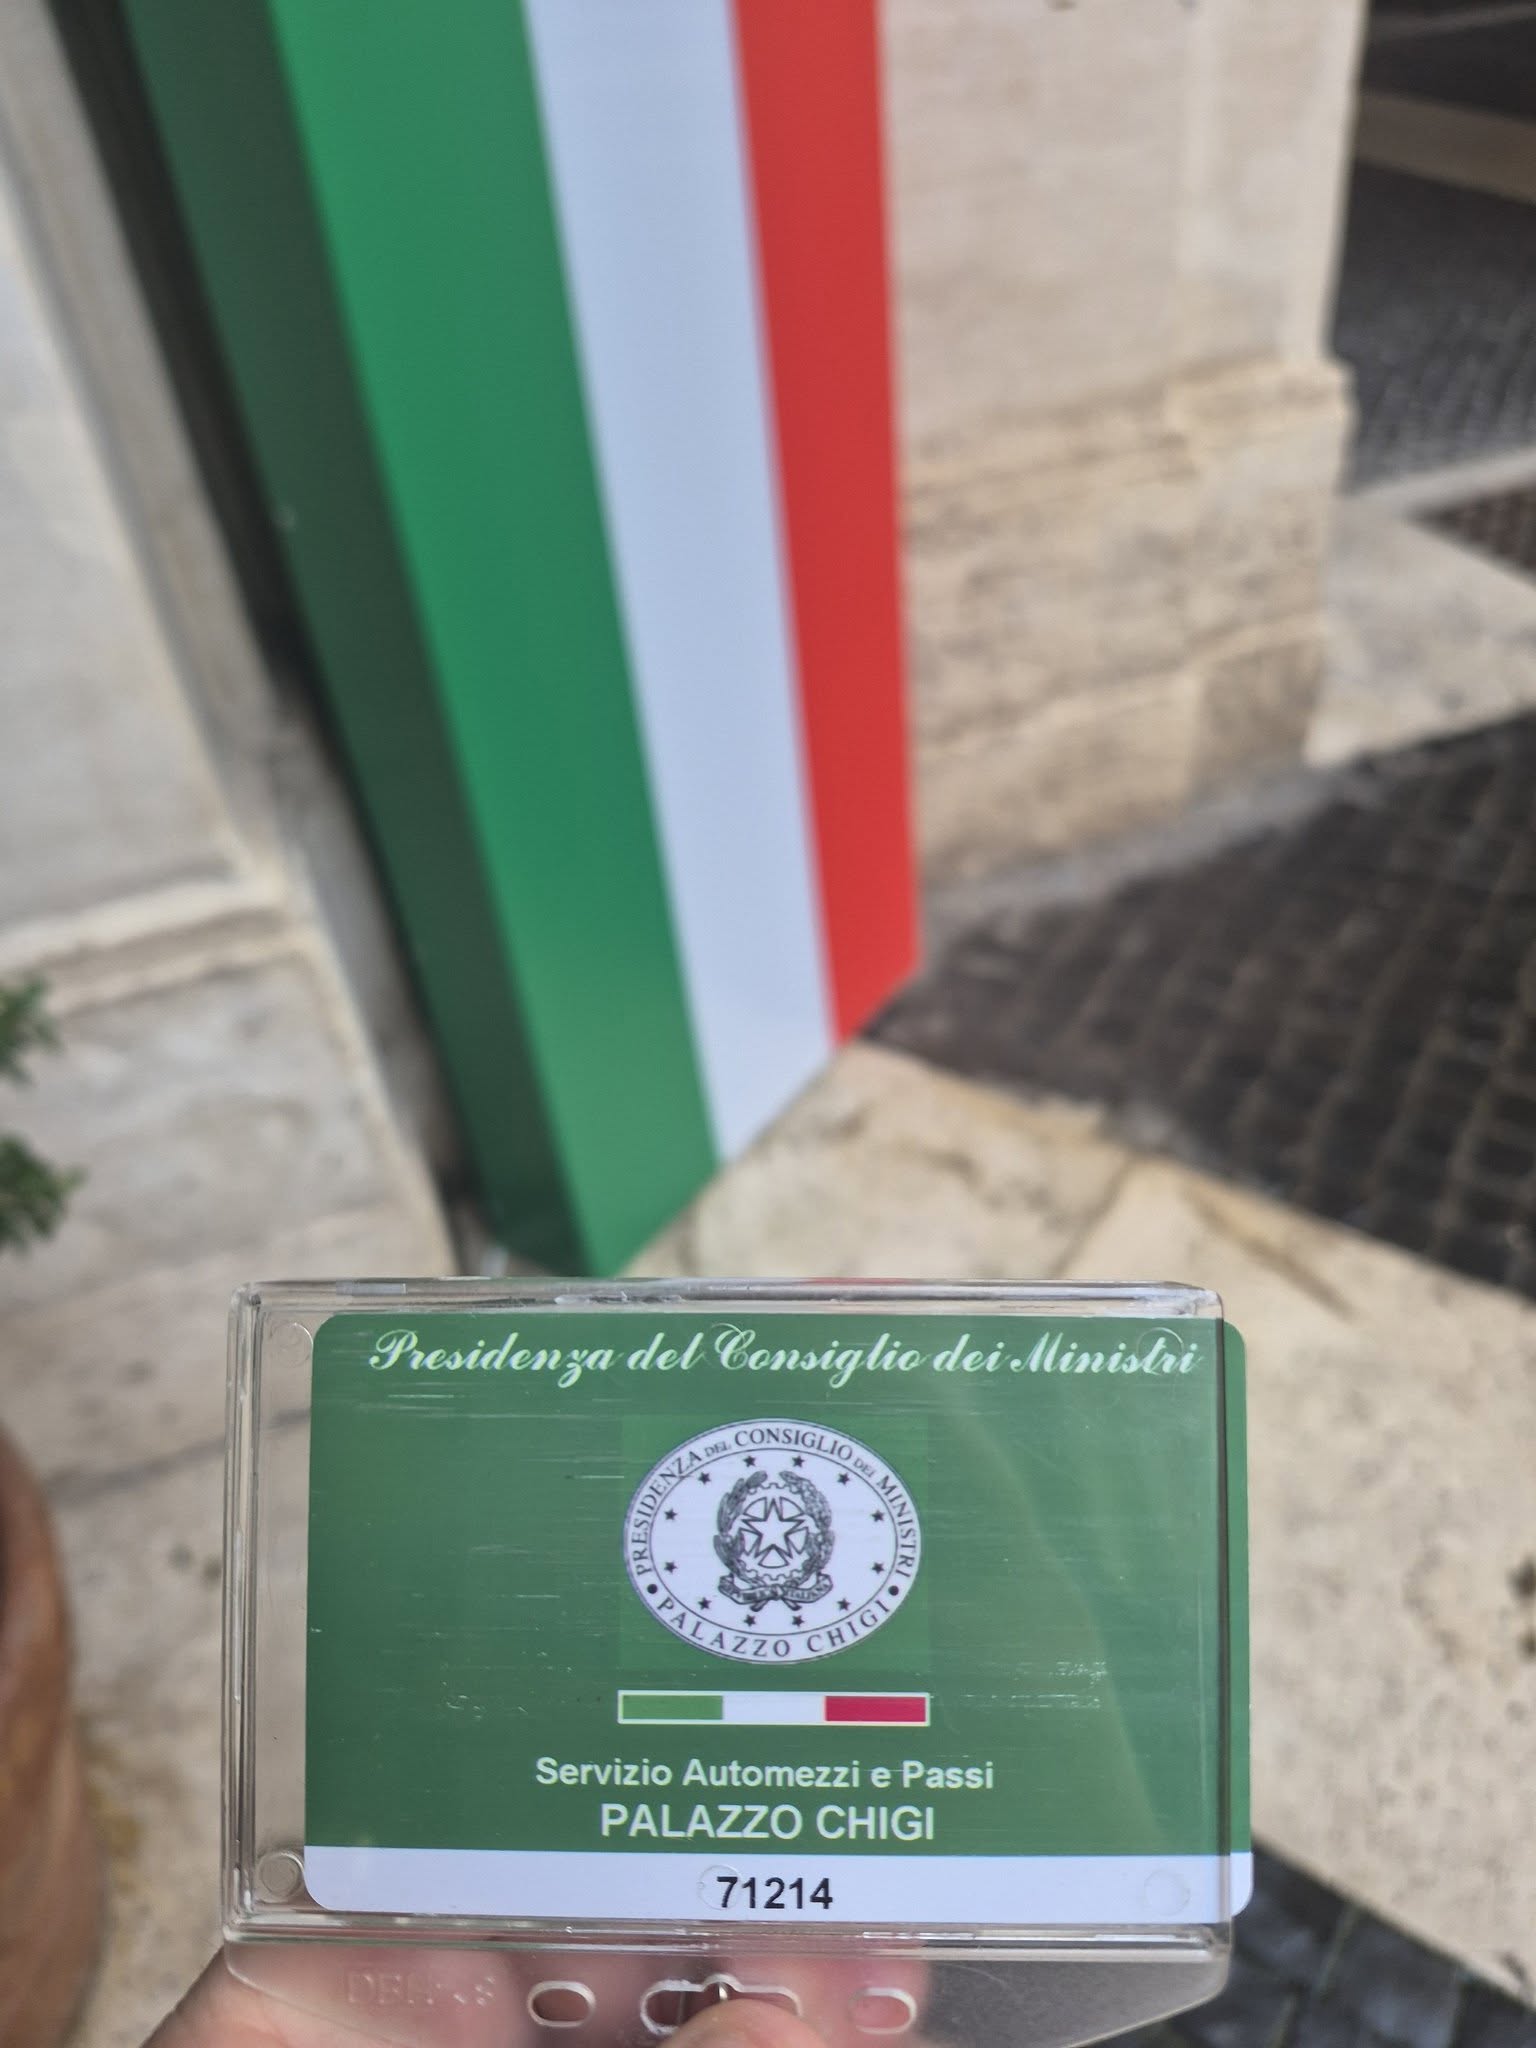 Presidenza del Consiglio dei Ministri
PRESIDENZA DEL CONSIGLIO DEI MINISTRI
PALAZZO CHIGI
Servizio Automezzi e Passi
PALAZZO CHIGI
71214